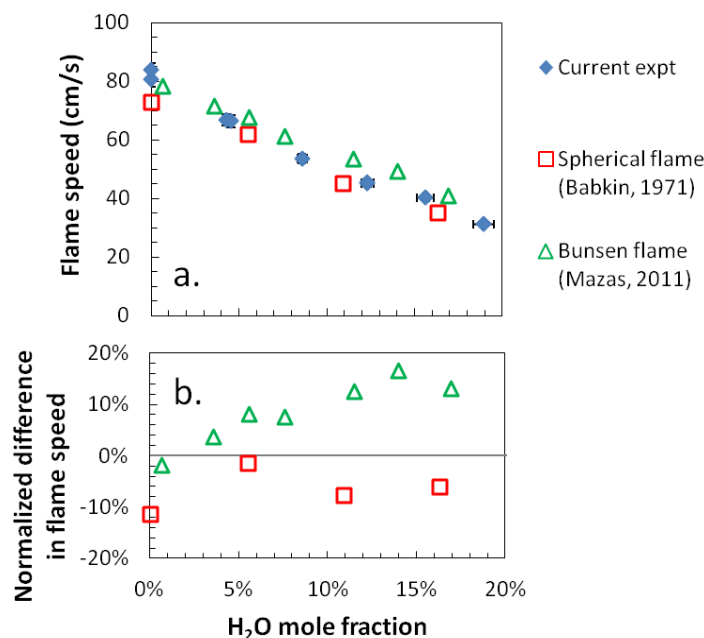 100
80
60
40
20
0
Flame speed (cm/s)
a.
Current expt
Spherical flame
(Babkin, 1971)
Bunsen flame
(Mazas, 2011)
20%
10%
0%
-10%
-20%
Normalized difference
in flame speed
b.
0%
5%
10%
15%
20%
H₂O mole fraction